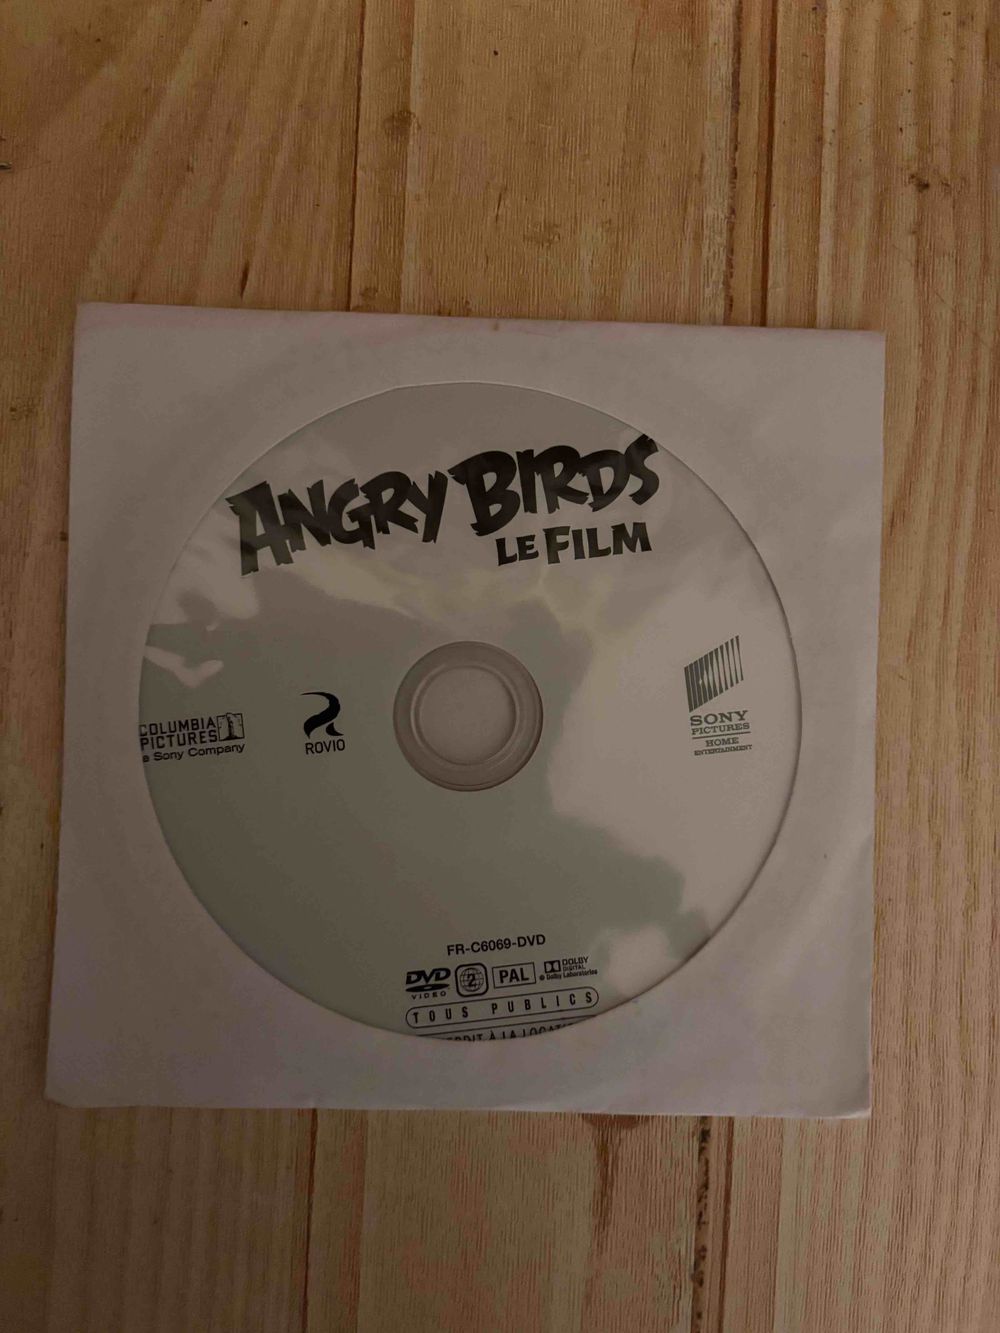 ANGRY BIRDS
LE FILM
COLUMBIA
PICTURES
a Sony Company
ROVIO
SONY
PICTURES
HOME
ENTERTAINMENT
FR-C6069-DVD
DVD
VIDEO
2
PAL
DOLBY
DIGITAL
Dolby Laboratories
TOUS PUBLICS
À LA